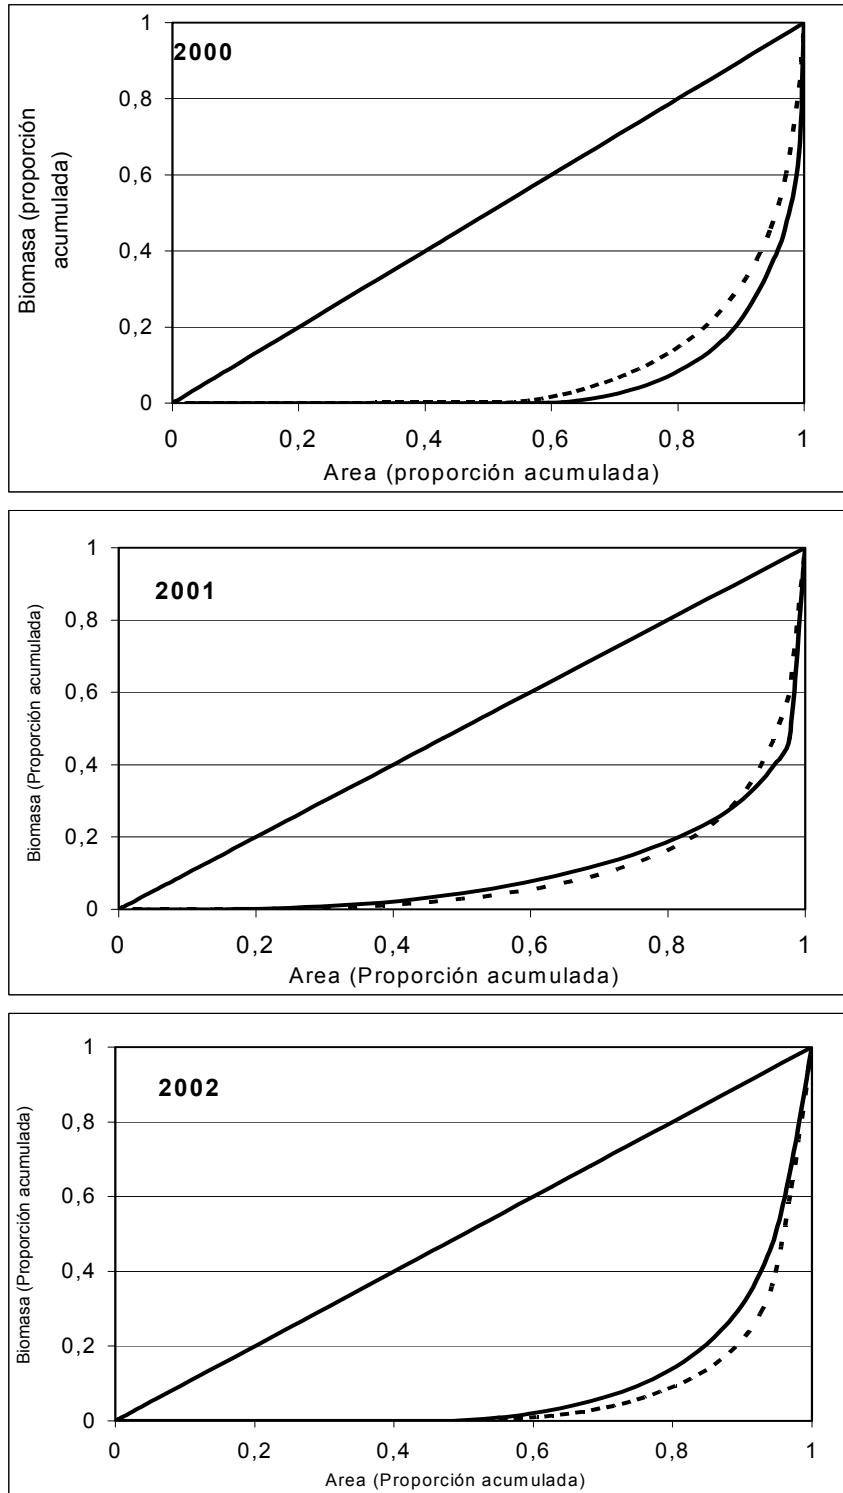 2000
Biomasa (proporción
acumulada)
1
0,8
0,6
0,4
0,2
0
0 0,2 0,4 0,6 0,8 1
Area (proporción acumulada)
2001
Biomasa (Proporción acumulada)
1
0,8
0,6
0,4
0,2
0
0 0,2 0,4 0,6 0,8 1
Area (Proporción acumulada)
2002
Biomasa (Proporción acumulada)
1
0,8
0,6
0,4
0,2
0
0 0,2 0,4 0,6 0,8 1
Area (Proporción acumulada)